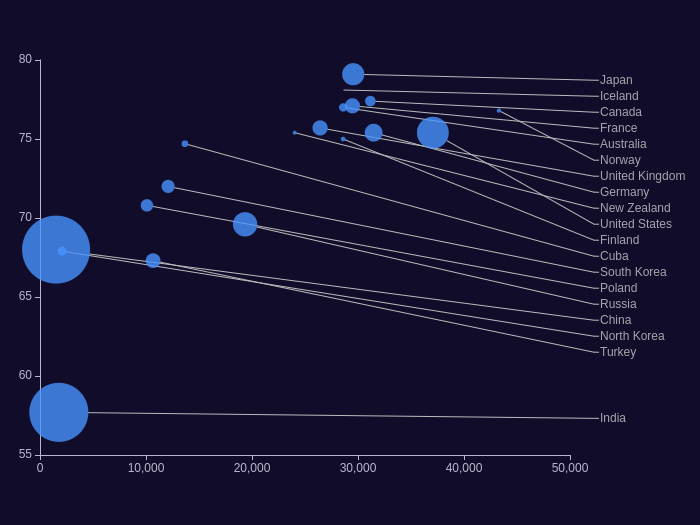 80
75
70
65
60
55
0
10,000
20,000
30,000
40,000
50,000
Japan
Iceland
Canada
France
Australia
Norway
United Kingdom
Germany
New Zealand
United States
Finland
Cuba
South Korea
Poland
Russia
China
North Korea
Turkey
India